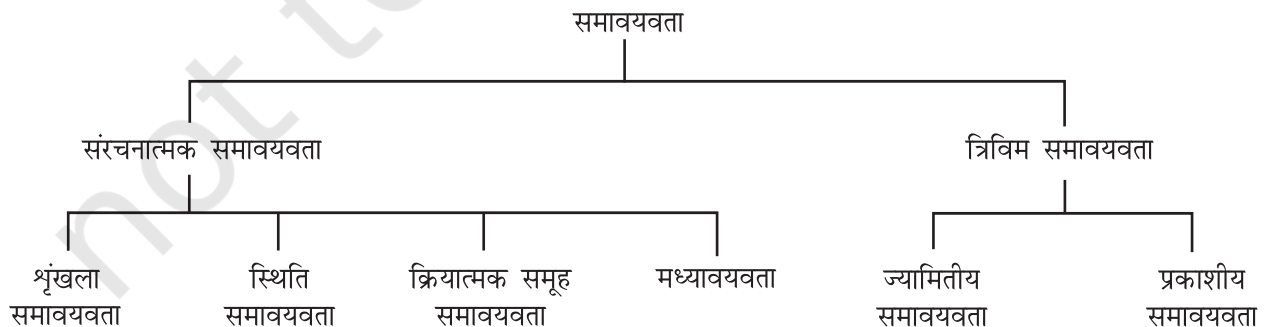 समावयवता
संरचनात्मक समावयवता
त्रिविम समावयवता
शृंखला
समावयवता
स्थिति
समावयवता
क्रियात्मक समूह
समावयवता
मध्यावयवता
ज्यामितीय
समावयवता
प्रकाशीय
समावयवता
not t